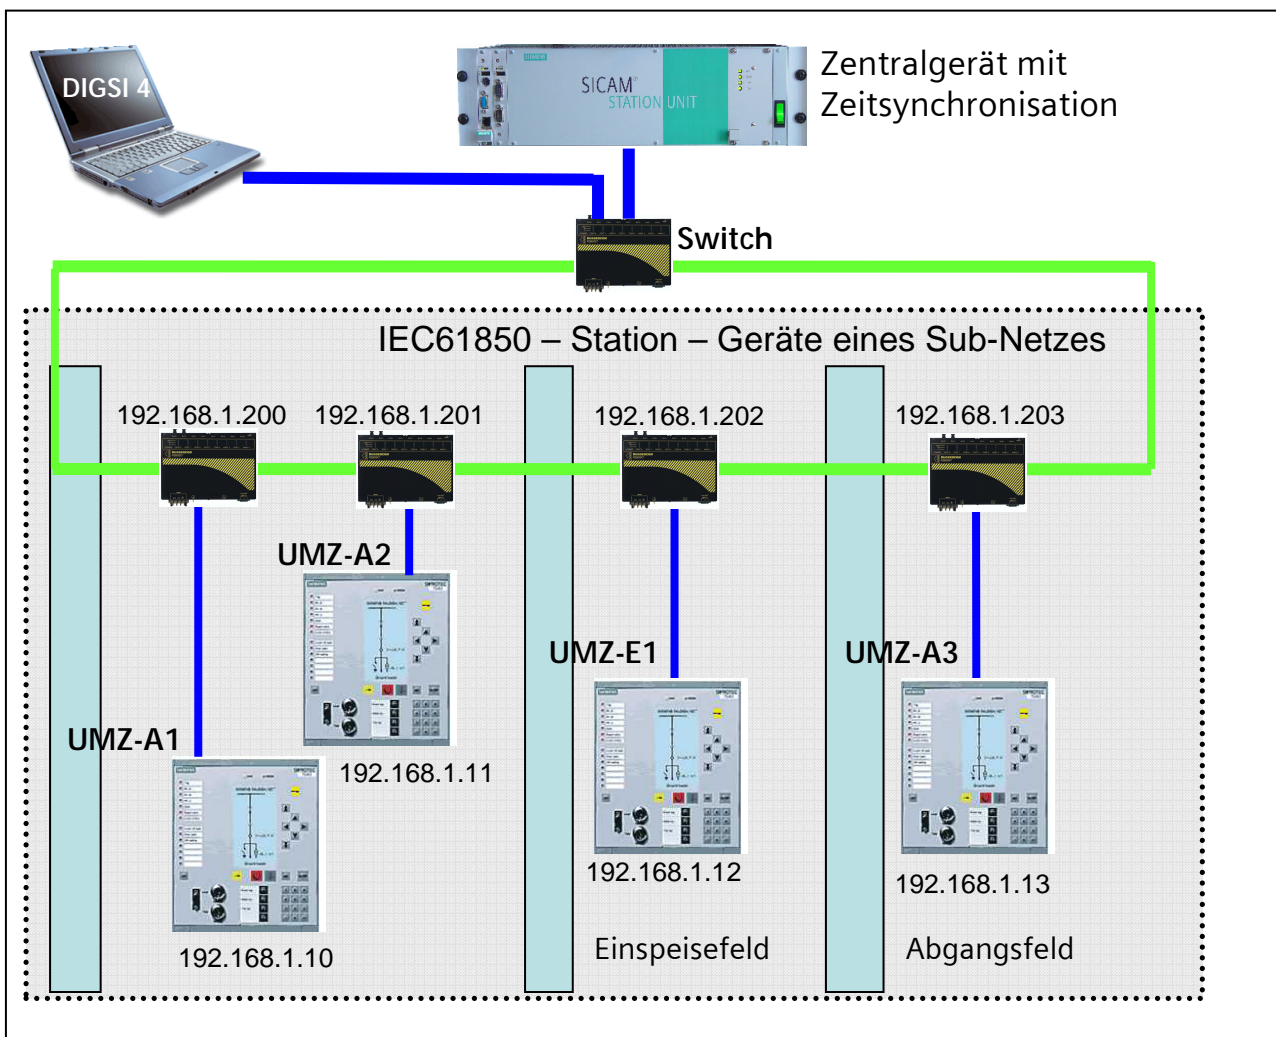 DIGSI 4
SIEMENS
SICAM
STATION UNIT
Zentralgerät mit
Zeitsynchronisation
Switch
IEC61850 – Station – Geräte eines Sub-Netzes
192.168.1.200
192.168.1.201
192.168.1.202
192.168.1.203
UMZ-A2
UMZ-E1
UMZ-A3
UMZ-A1
192.168.1.11
192.168.1.12
192.168.1.13
192.168.1.10
Einspeisefeld
Abgangsfeld